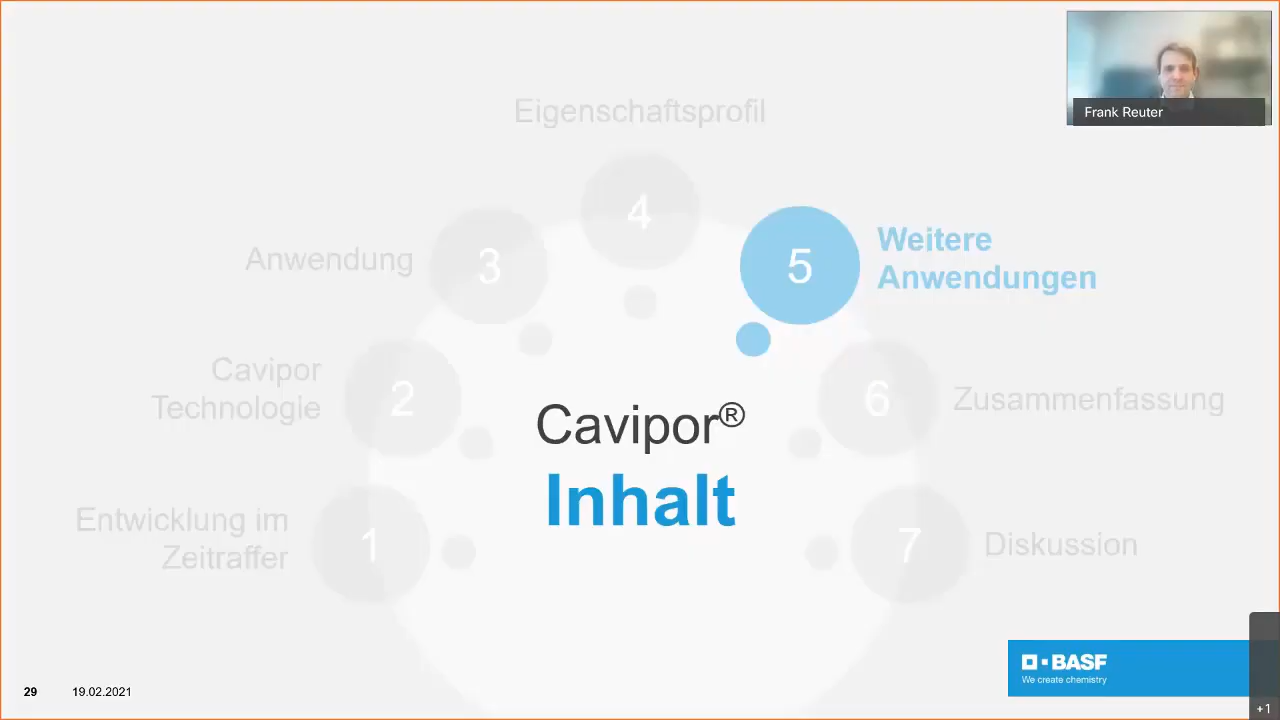 Frank Reuter
Eigenschaftsprofil
4
Anwendung
3
5
Weitere
Anwendungen
Cavipor
Technologie
2
6
Zusammenfassung
Cavipor®
Inhalt
Entwicklung im
Zeitraffer
1
7
Diskussion
BASF
We create chemistry
29
19.02.2021
+1